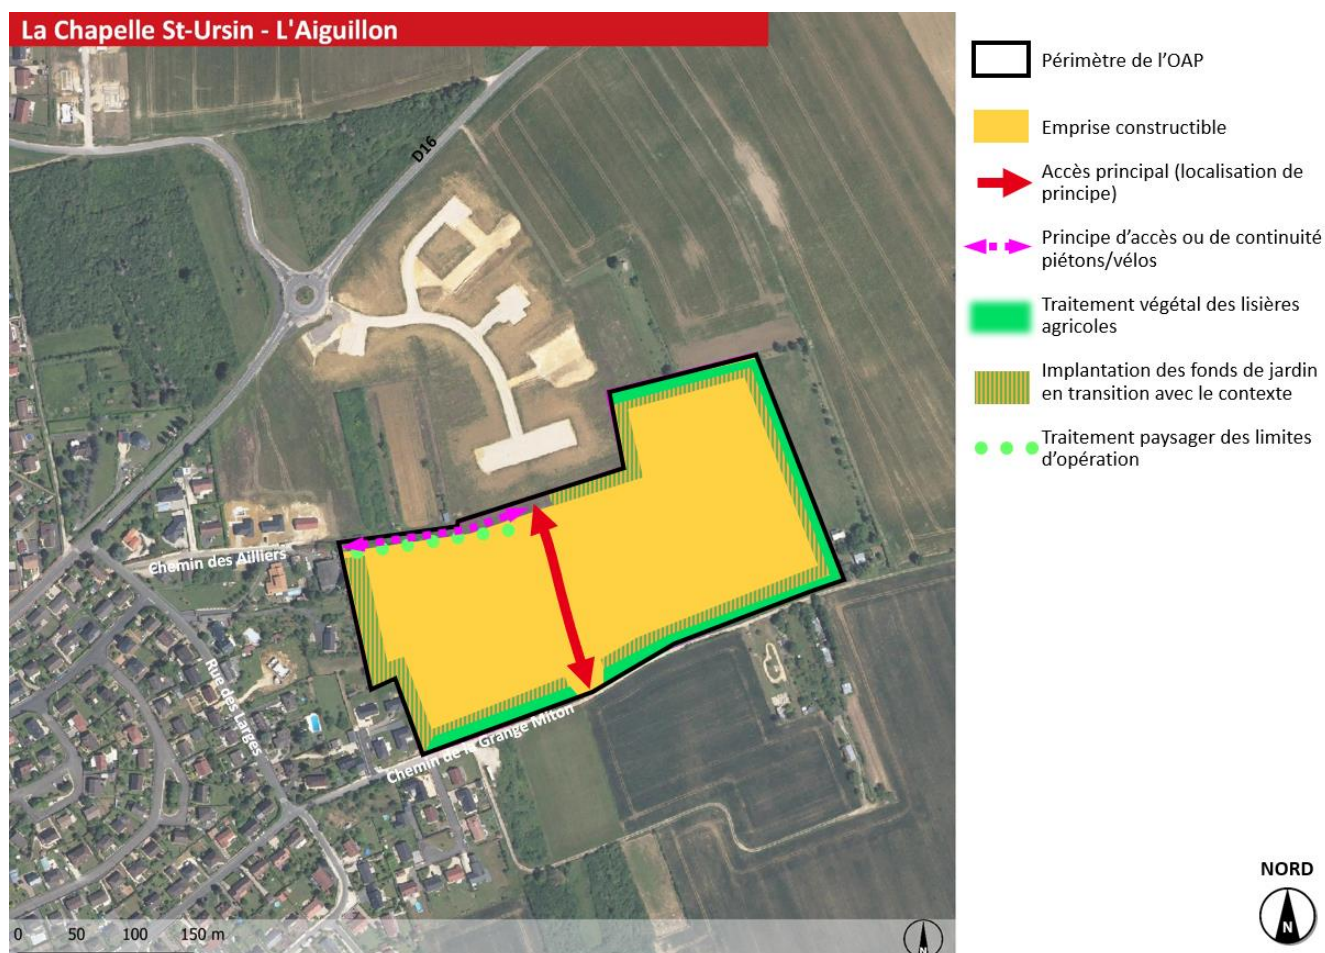 La Chapelle St-Ursin - L'Aiguillon
D16
Chemin des Ailliers
Rue des Larges
Chemin de la Grange Miton
0 50 100 150 m
N
Périmètre de l'OAP
Emprise constructible
Accès principal (localisation de
principe)
Principe d'accès ou de continuité
piétons/vélos
Traitement végétal des lisières
agricoles
Implantation des fonds de jardin
en transition avec le contexte
Traitement paysager des limites
d'opération
NORD
N